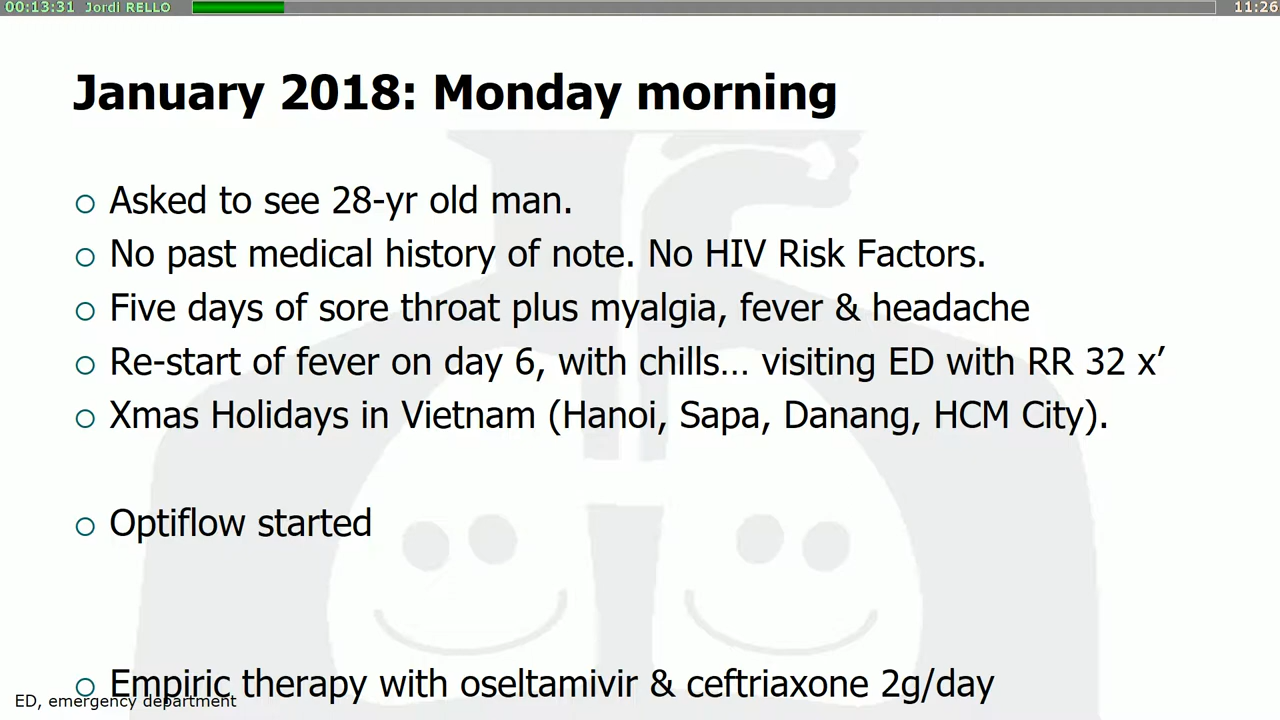 00:13:31 Jordi RELLO
11:26
January 2018: Monday morning
Asked to see 28-yr old man.
No past medical history of note. No HIV Risk Factors.
Five days of sore throat plus myalgia, fever & headache
Re-start of fever on day 6, with chills... visiting ED with RR 32 x’
Xmas Holidays in Vietnam (Hanoi, Sapa, Danang, HCM City).
Optiflow started
Empiric therapy with oseltamivir & ceftriaxone 2g/day
ED, emergency department